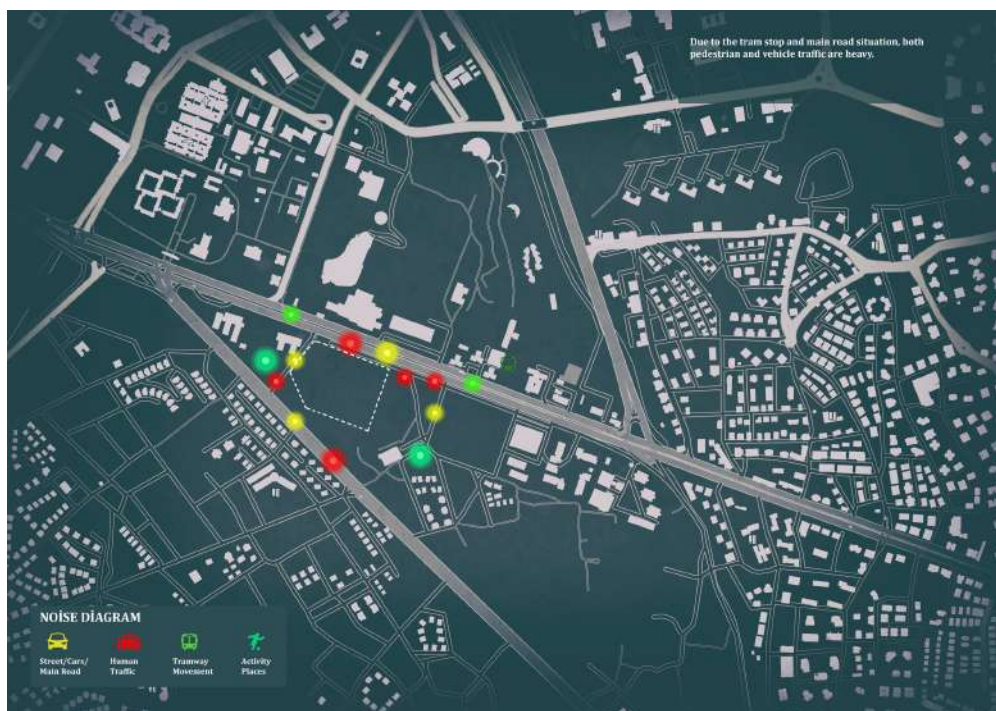 Due to the tram stop and main road situation, both
pedestrian and vehicle traffic are heavy.
NOİSE DİAGRAM
Street/Cars/
Main Road
Human
Traffic
Tramway
Movement
Activity
Places